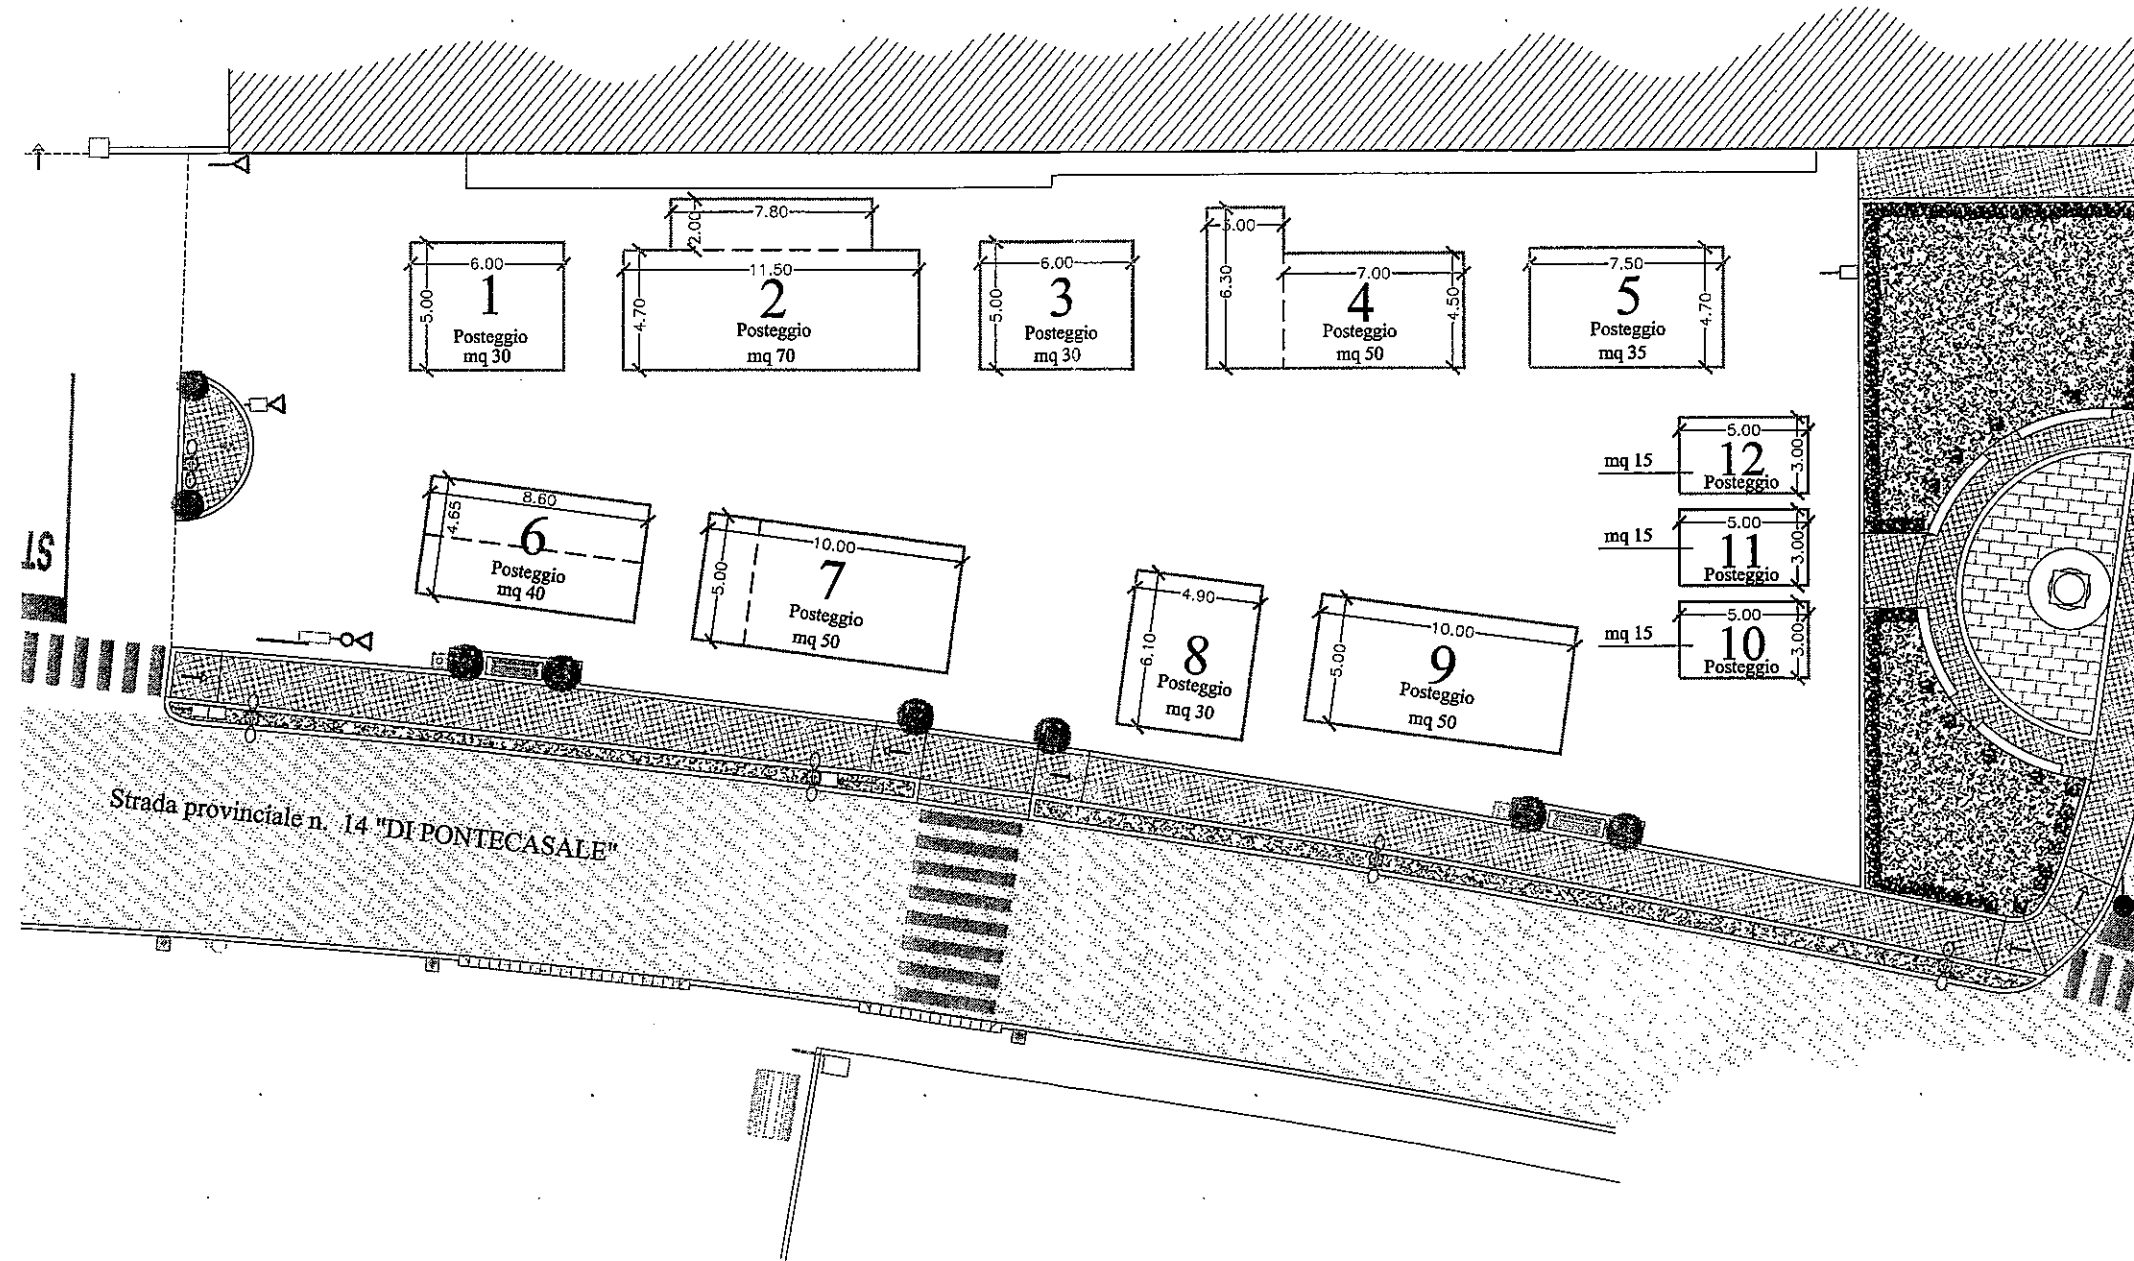 7.80
2.00
6.00
5.00
1
Posteggio
mq 30
11.50
4.70
2
Posteggio
mq 70
6.00
5.00
3
Posteggio
mq 30
3.00
6.30
7.00
4.50
4
Posteggio
mq 50
7.50
4.70
5
Posteggio
mq 35
5.00
3.00
mq 15
12
Posteggio
5.00
3.00
mq 15
11
Posteggio
5.00
3.00
mq 15
10
Posteggio
8.60
4.65
6
Posteggio
mq 40
10.00
5.00
7
Posteggio
mq 50
4.90
6.10
8
Posteggio
mq 30
10.00
5.00
9
Posteggio
mq 50
ST
Strada provinciale n. 14 "DI PONTECASALE"